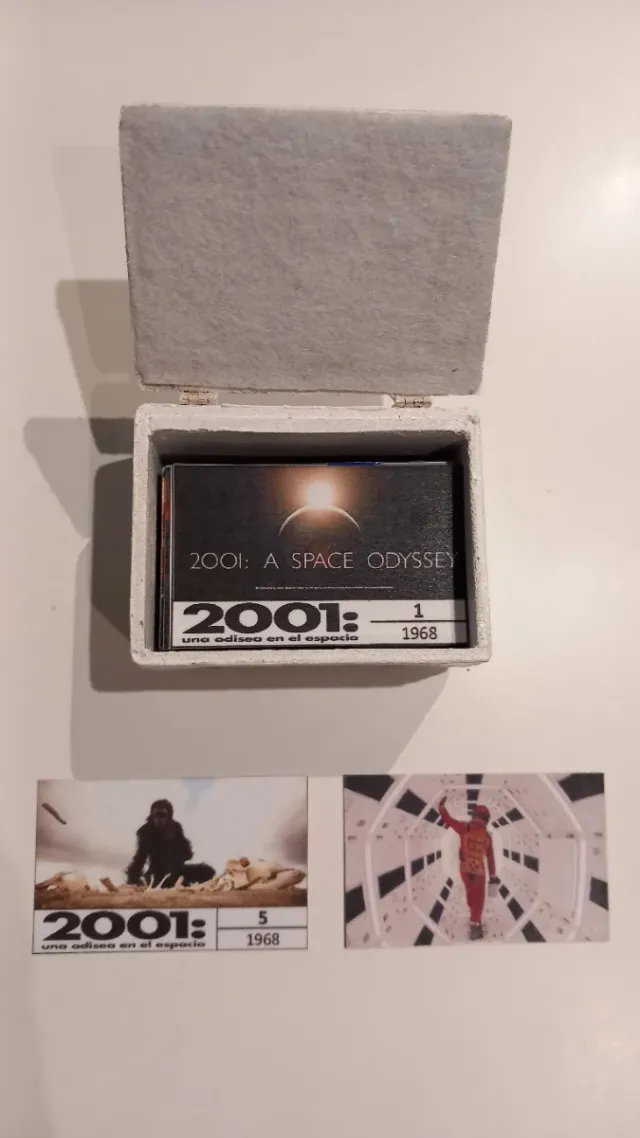 2001: A SPACE ODYSSEY
2001:
una odisea en el espacio
1
1968
2001:
una odisea en el espacio
5
1968